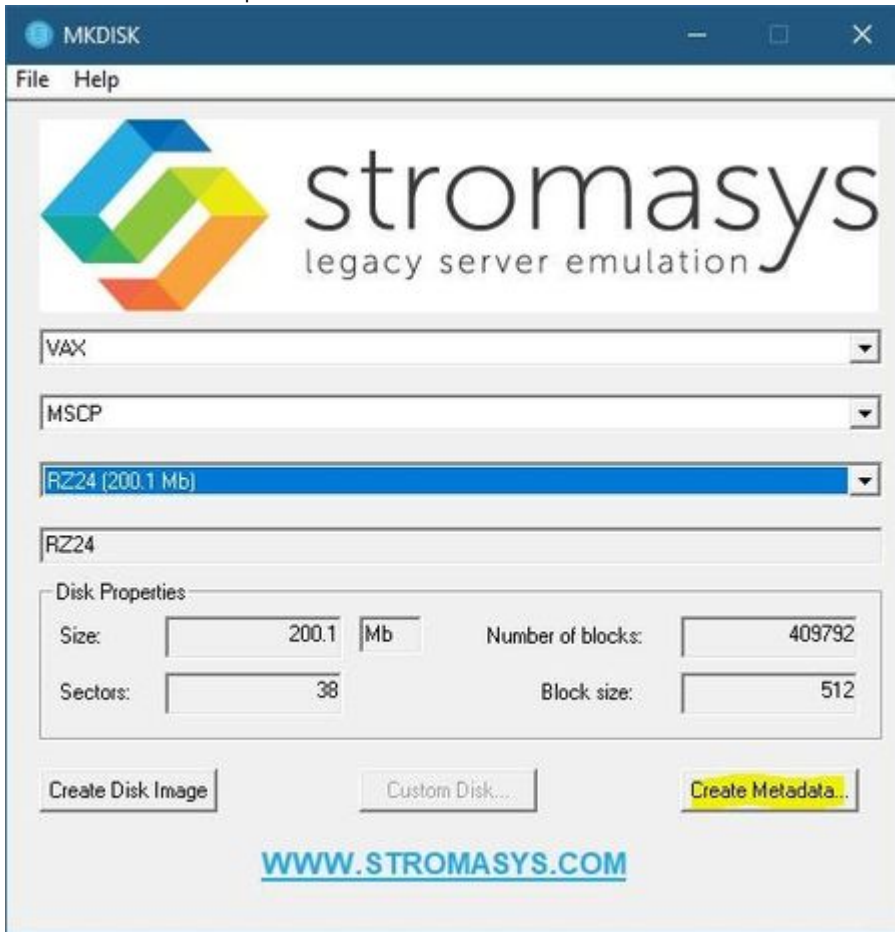 MKDISK
File Help
stromasys
legacy server emulation
VAX
MSCP
RZ24 (200.1 Mb)
RZ24
Disk Properties
Size: 200.1 Mb Number of blocks: 409792
Sectors: 38 Block size: 512
Create Disk Image Custom Disk... Create Metadata...
WWW.STROMASYS.COM